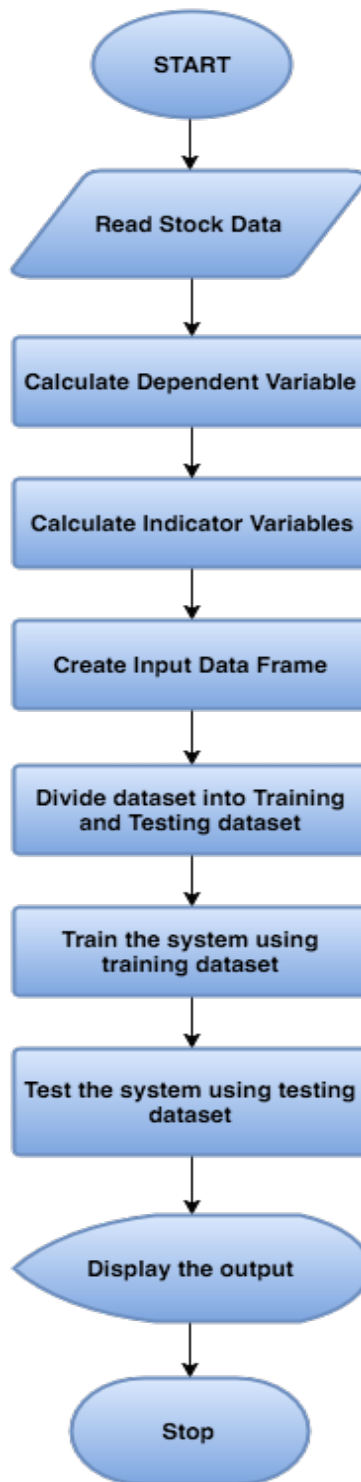 START
Read Stock Data
Calculate Dependent Variable
Calculate Indicator Variables
Create Input Data Frame
Divide dataset into Training
and Testing dataset
Train the system using
training dataset
Test the system using testing
dataset
Display the output
Stop